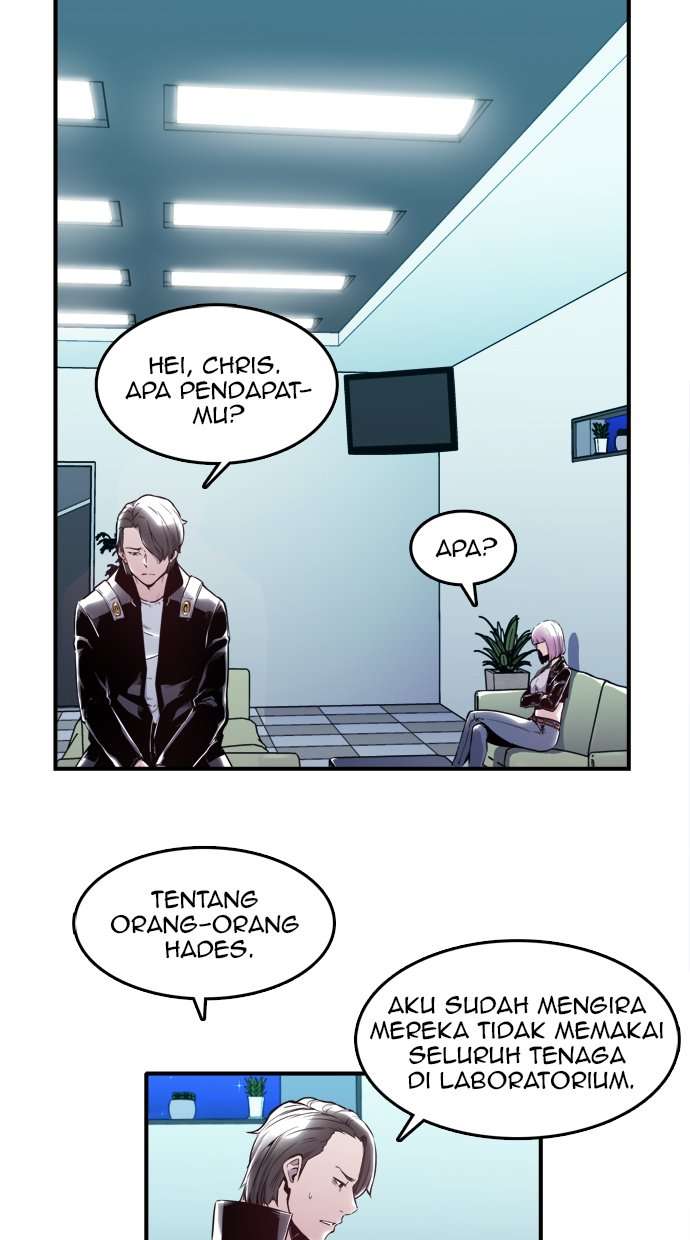 HEI, CHRIS.
APA PENDAPAT-
MU?
APA?
TENTANG
ORANG-ORANG
HADES.
AKU SUDAH MENGIRA
MEREKA TIDAK MEMAKAI
SELURUH TENAGA
DI LABORATORIUM.